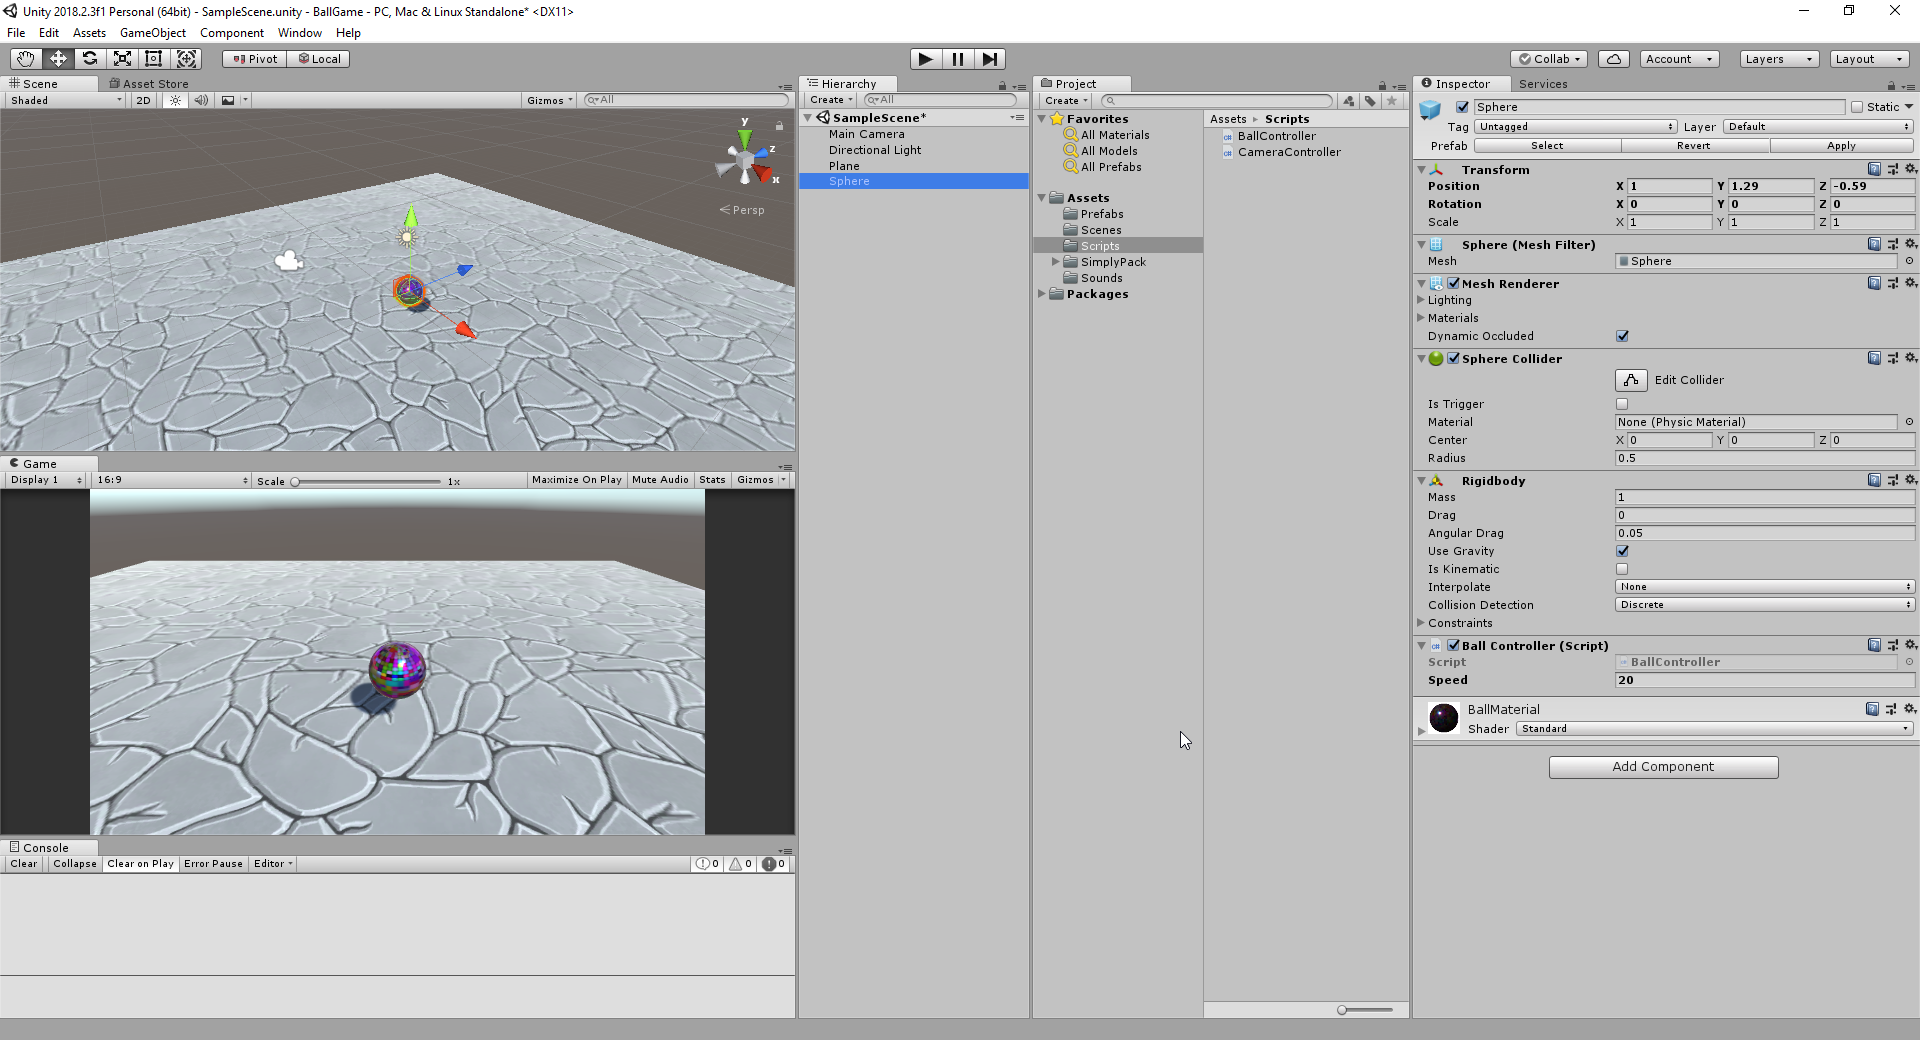 Unity 2018.2.3f1 Personal (64bit) - SampleScene.unity - BallGame - PC, Mac & Linux Standalone* <DX11>
File Edit Assets GameObject Component Window Help
Pivot Local
Collab Account Layers Layout
Scene Asset Store
Shaded 2D Gizmos All
y
z
x
Persp
Game
Display 1 16:9 Scale 1x Maximize On Play Mute Audio Stats Gizmos
Console
Clear Collapse Clear on Play Error Pause Editor 0 0 0
Hierarchy
Create All
SampleScene*
Main Camera
Directional Light
Plane
Sphere
Project
Create
Favorites
All Materials
All Models
All Prefabs
Assets
Prefabs
Scenes
Scripts
SimplyPack
Sounds
Packages
Assets Scripts
BallController
CameraController
Inspector Services
Sphere Static
Tag Untagged Layer Default
Prefab Select Revert Apply
Transform
Position X 1 Y 1.29 Z -0.59
Rotation X 0 Y 0 Z 0
Scale X 1 Y 1 Z 1
Sphere (Mesh Filter)
Mesh Sphere
Mesh Renderer
Lighting
Materials
Dynamic Occluded
Sphere Collider
Edit Collider
Is Trigger
Material None (Physic Material)
Center X 0 Y 0 Z 0
Radius 0.5
Rigidbody
Mass 1
Drag 0
Angular Drag 0.05
Use Gravity
Is Kinematic
Interpolate None
Collision Detection Discrete
Constraints
Ball Controller (Script)
Script BallController
Speed 20
BallMaterial
Shader Standard
Add Component